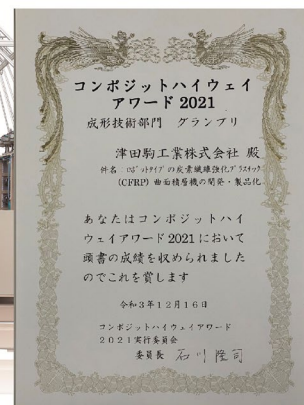 コンポジットハイウェイ
アワード 2021
成形技術部門 グランプリ
津田駒工業株式会社 殿
件名 ロボットタイプの炭素繊維強化プラスチック
(CFRP) 曲面積層機の開発・製品化
あなたはコンポジットハイ
ウェイアワード 2021 において
頭書の成績を収められました
のでこれを賞します
令和3年12月16日
コンポジットハイウェイアワード
2021実行委員会
委員長 石川隆司